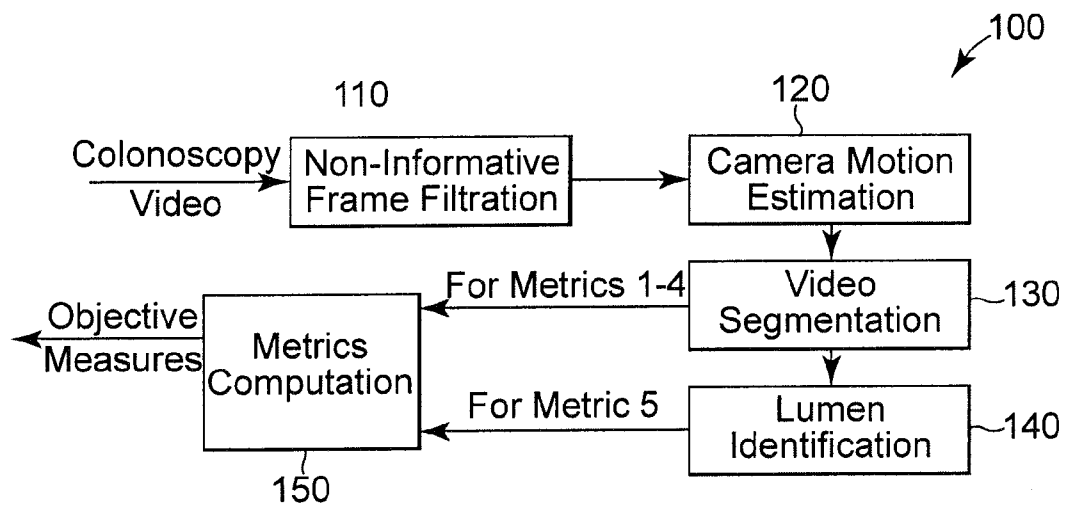 100
110
120
Colonoscopy
Video
Non-Informative
Frame Filtration
Camera Motion
Estimation
For Metrics 1-4
Video
Segmentation
130
Objective
Measures
Metrics
Computation
For Metric 5
Lumen
Identification
140
150